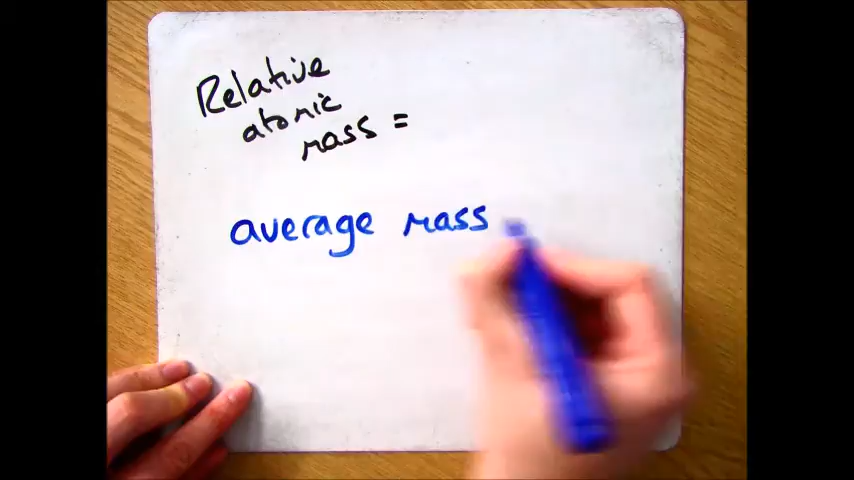 Relative
atomic
mass =
average mass